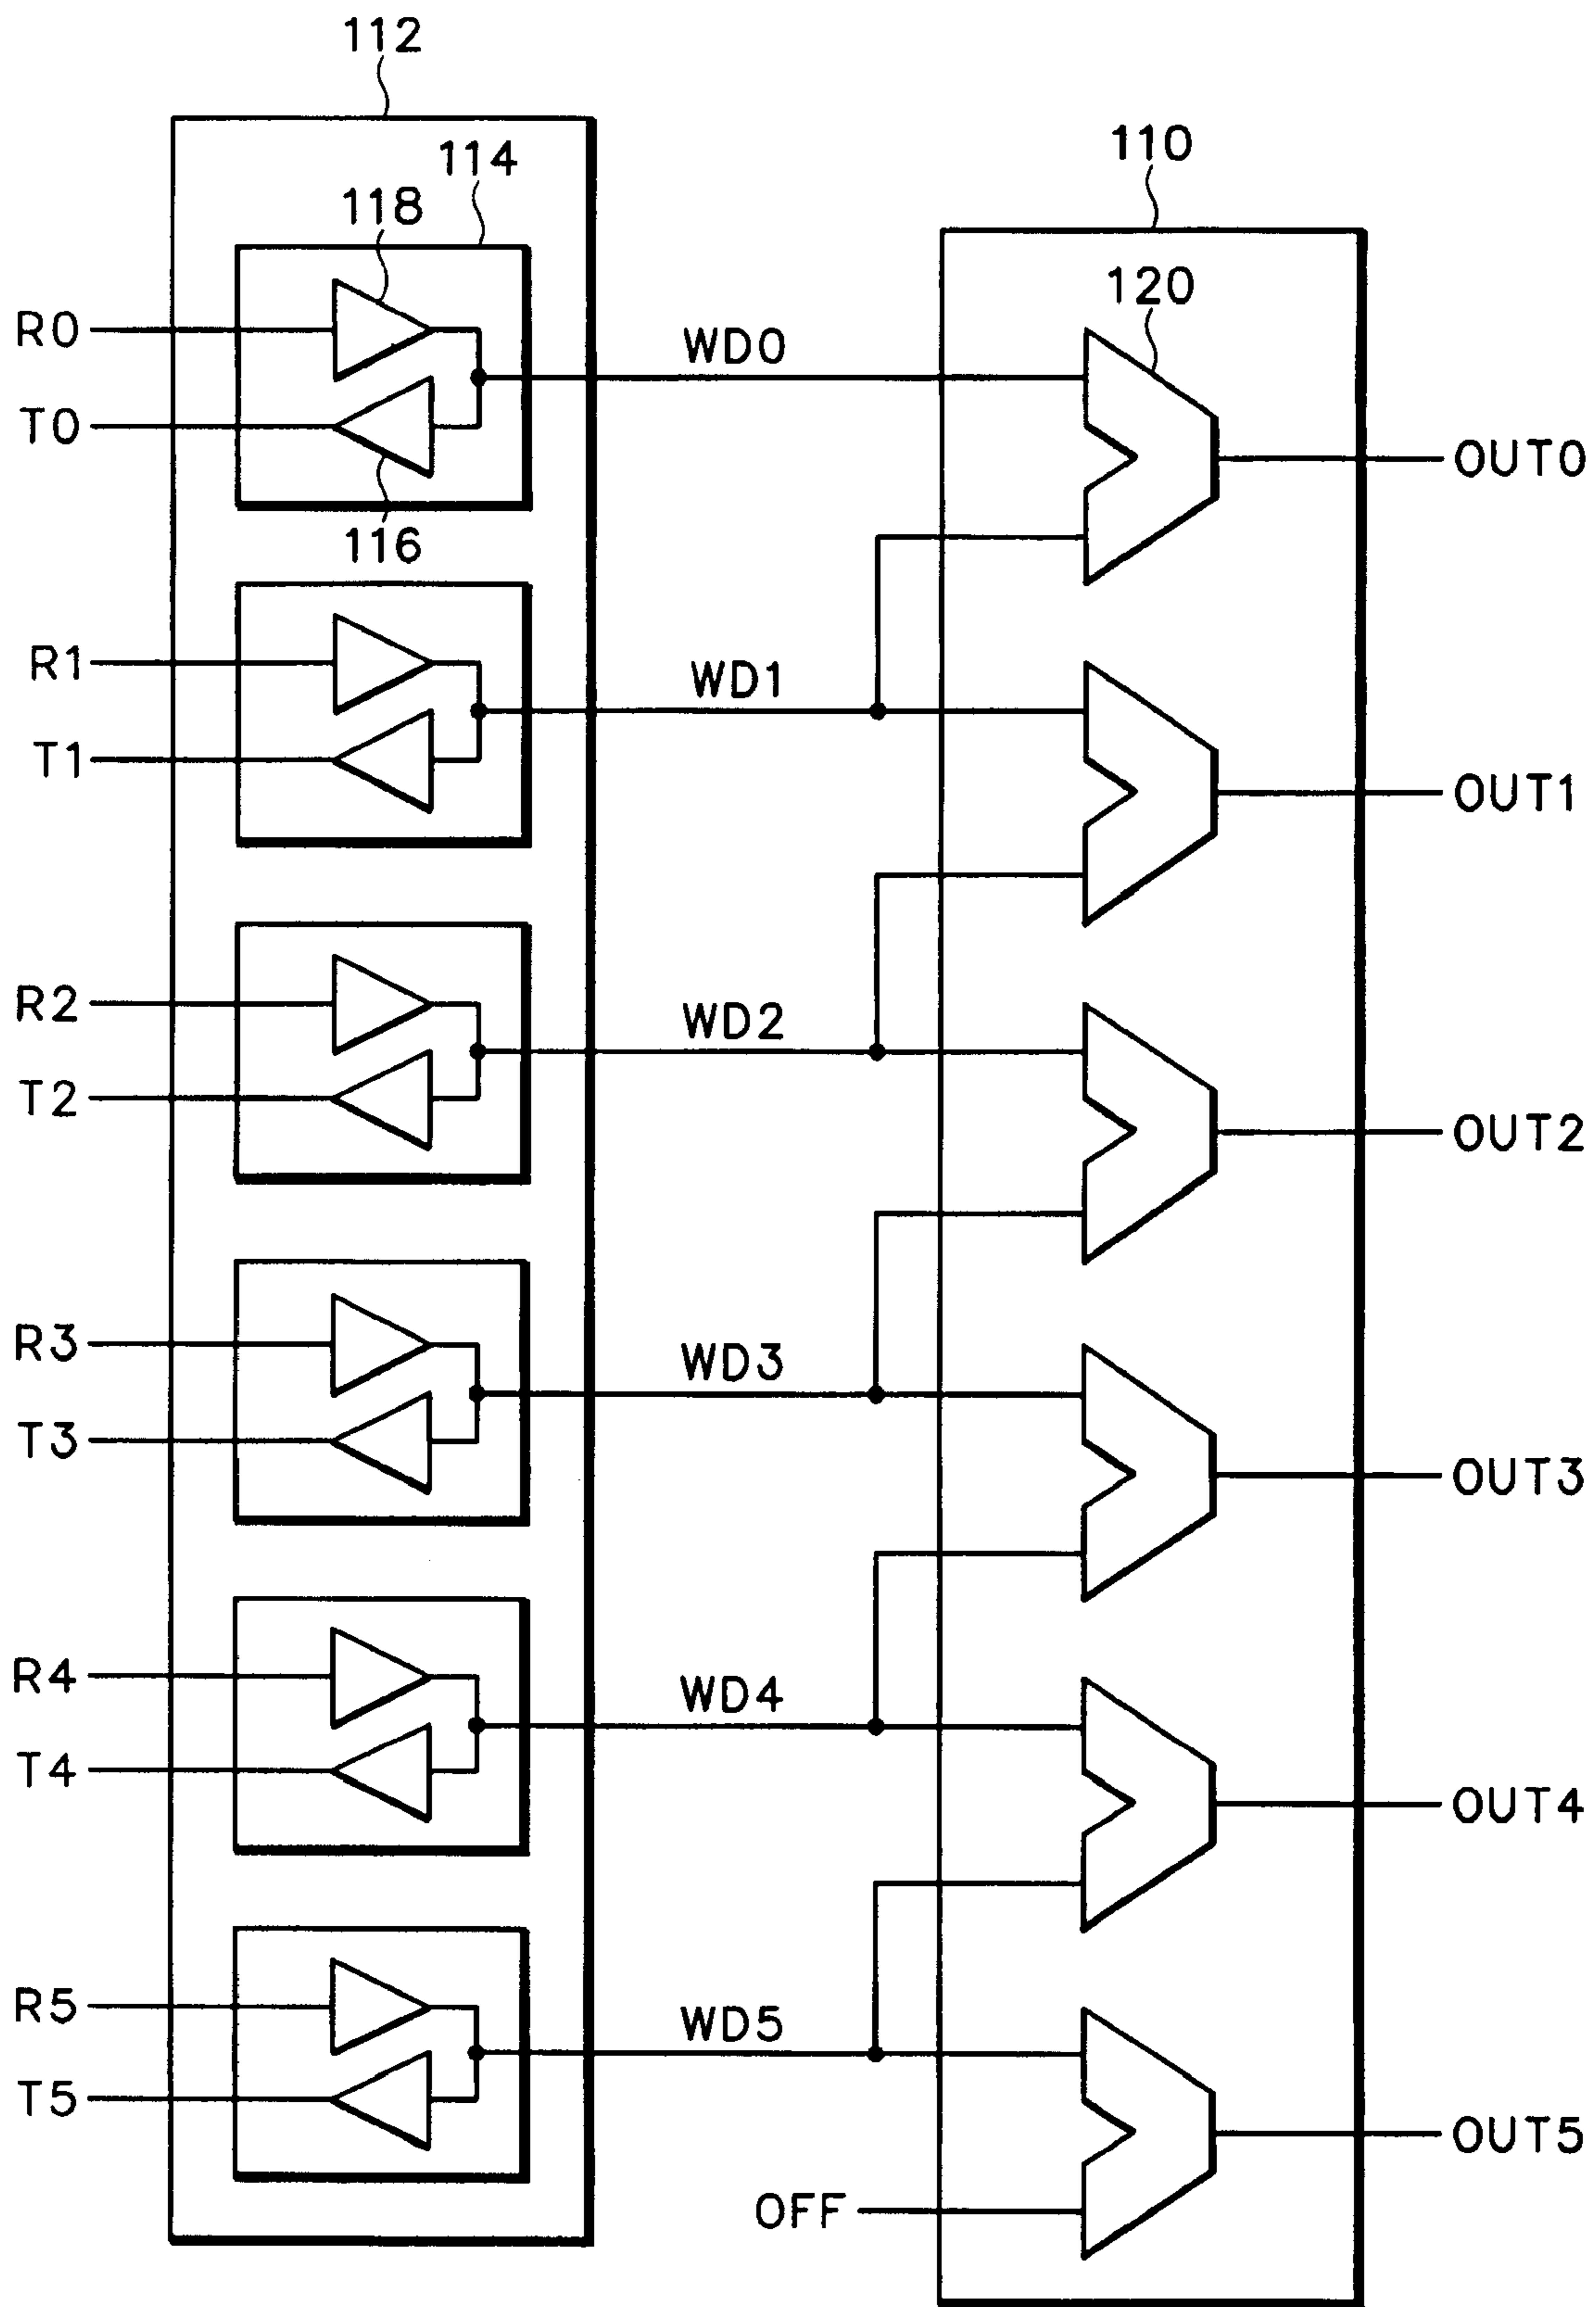 112
110
114
118
120
R0
WD0
T0
OUT0
116
R1
WD1
T1
OUT1
R2
WD2
T2
OUT2
R3
WD3
T3
OUT3
R4
WD4
T4
OUT4
R5
WD5
T5
OUT5
OFF